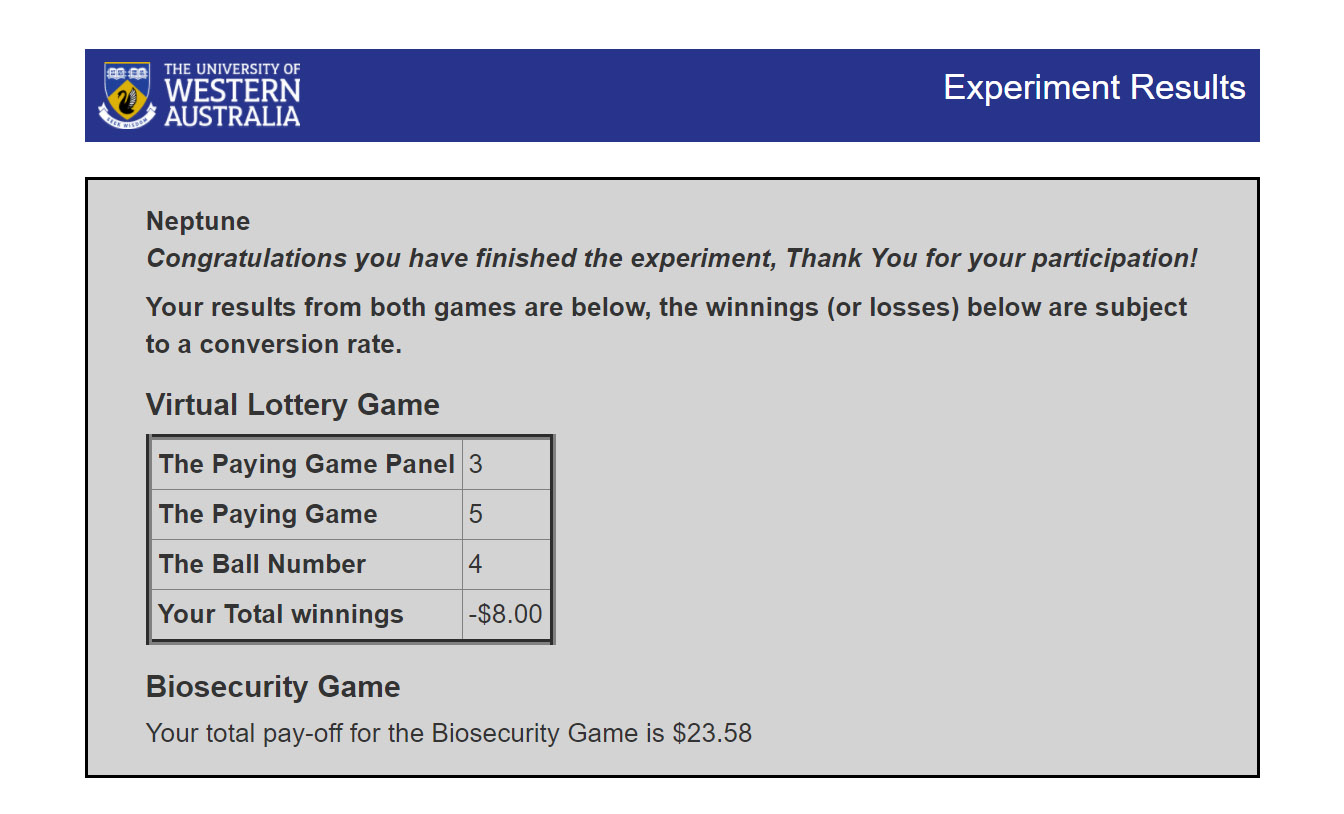 THE UNIVERSITY OF
WESTERN
AUSTRALIA
SEEK WISDOM
Experiment Results
Neptune
Congratulations you have finished the experiment, Thank You for your participation!
Your results from both games are below, the winnings (or losses) below are subject
to a conversion rate.
Virtual Lottery Game
The Paying Game Panel 3
The Paying Game 5
The Ball Number 4
Your Total winnings -$8.00
Biosecurity Game
Your total pay-off for the Biosecurity Game is $23.58